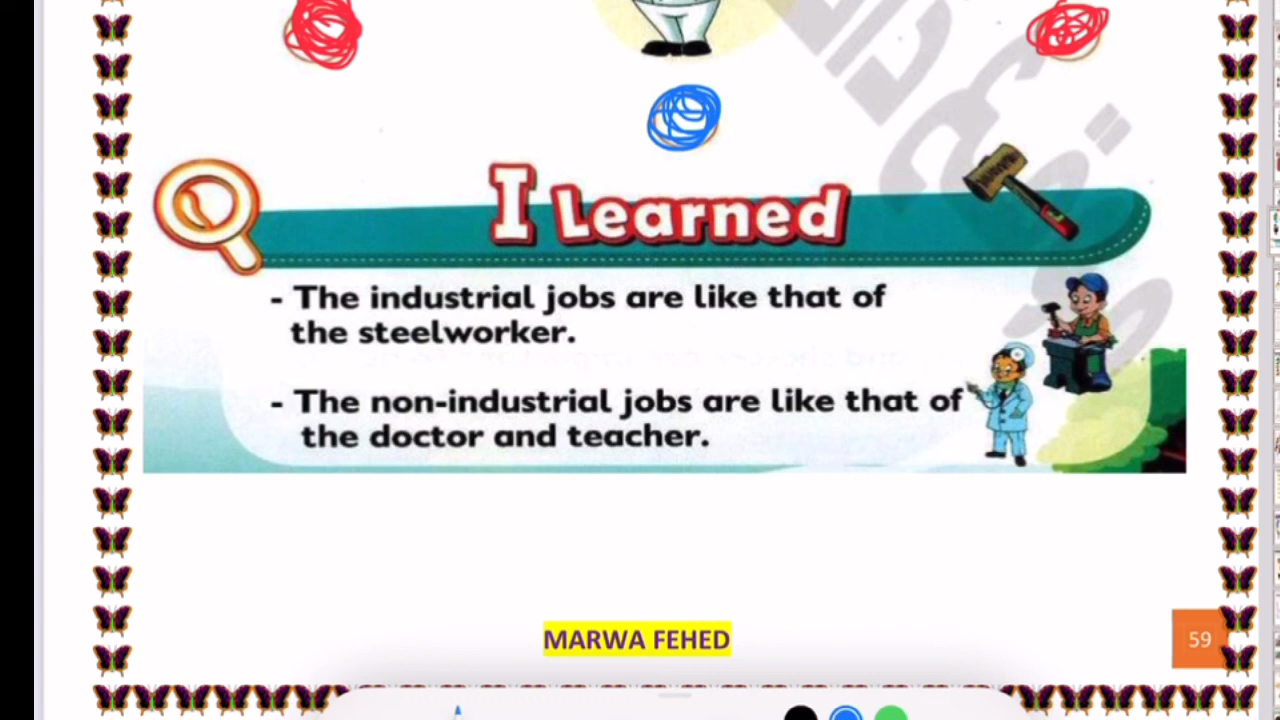 I Learned
- The industrial jobs are like that of
the steelworker.
- The non-industrial jobs are like that of
the doctor and teacher.
MARWA FEHED
59